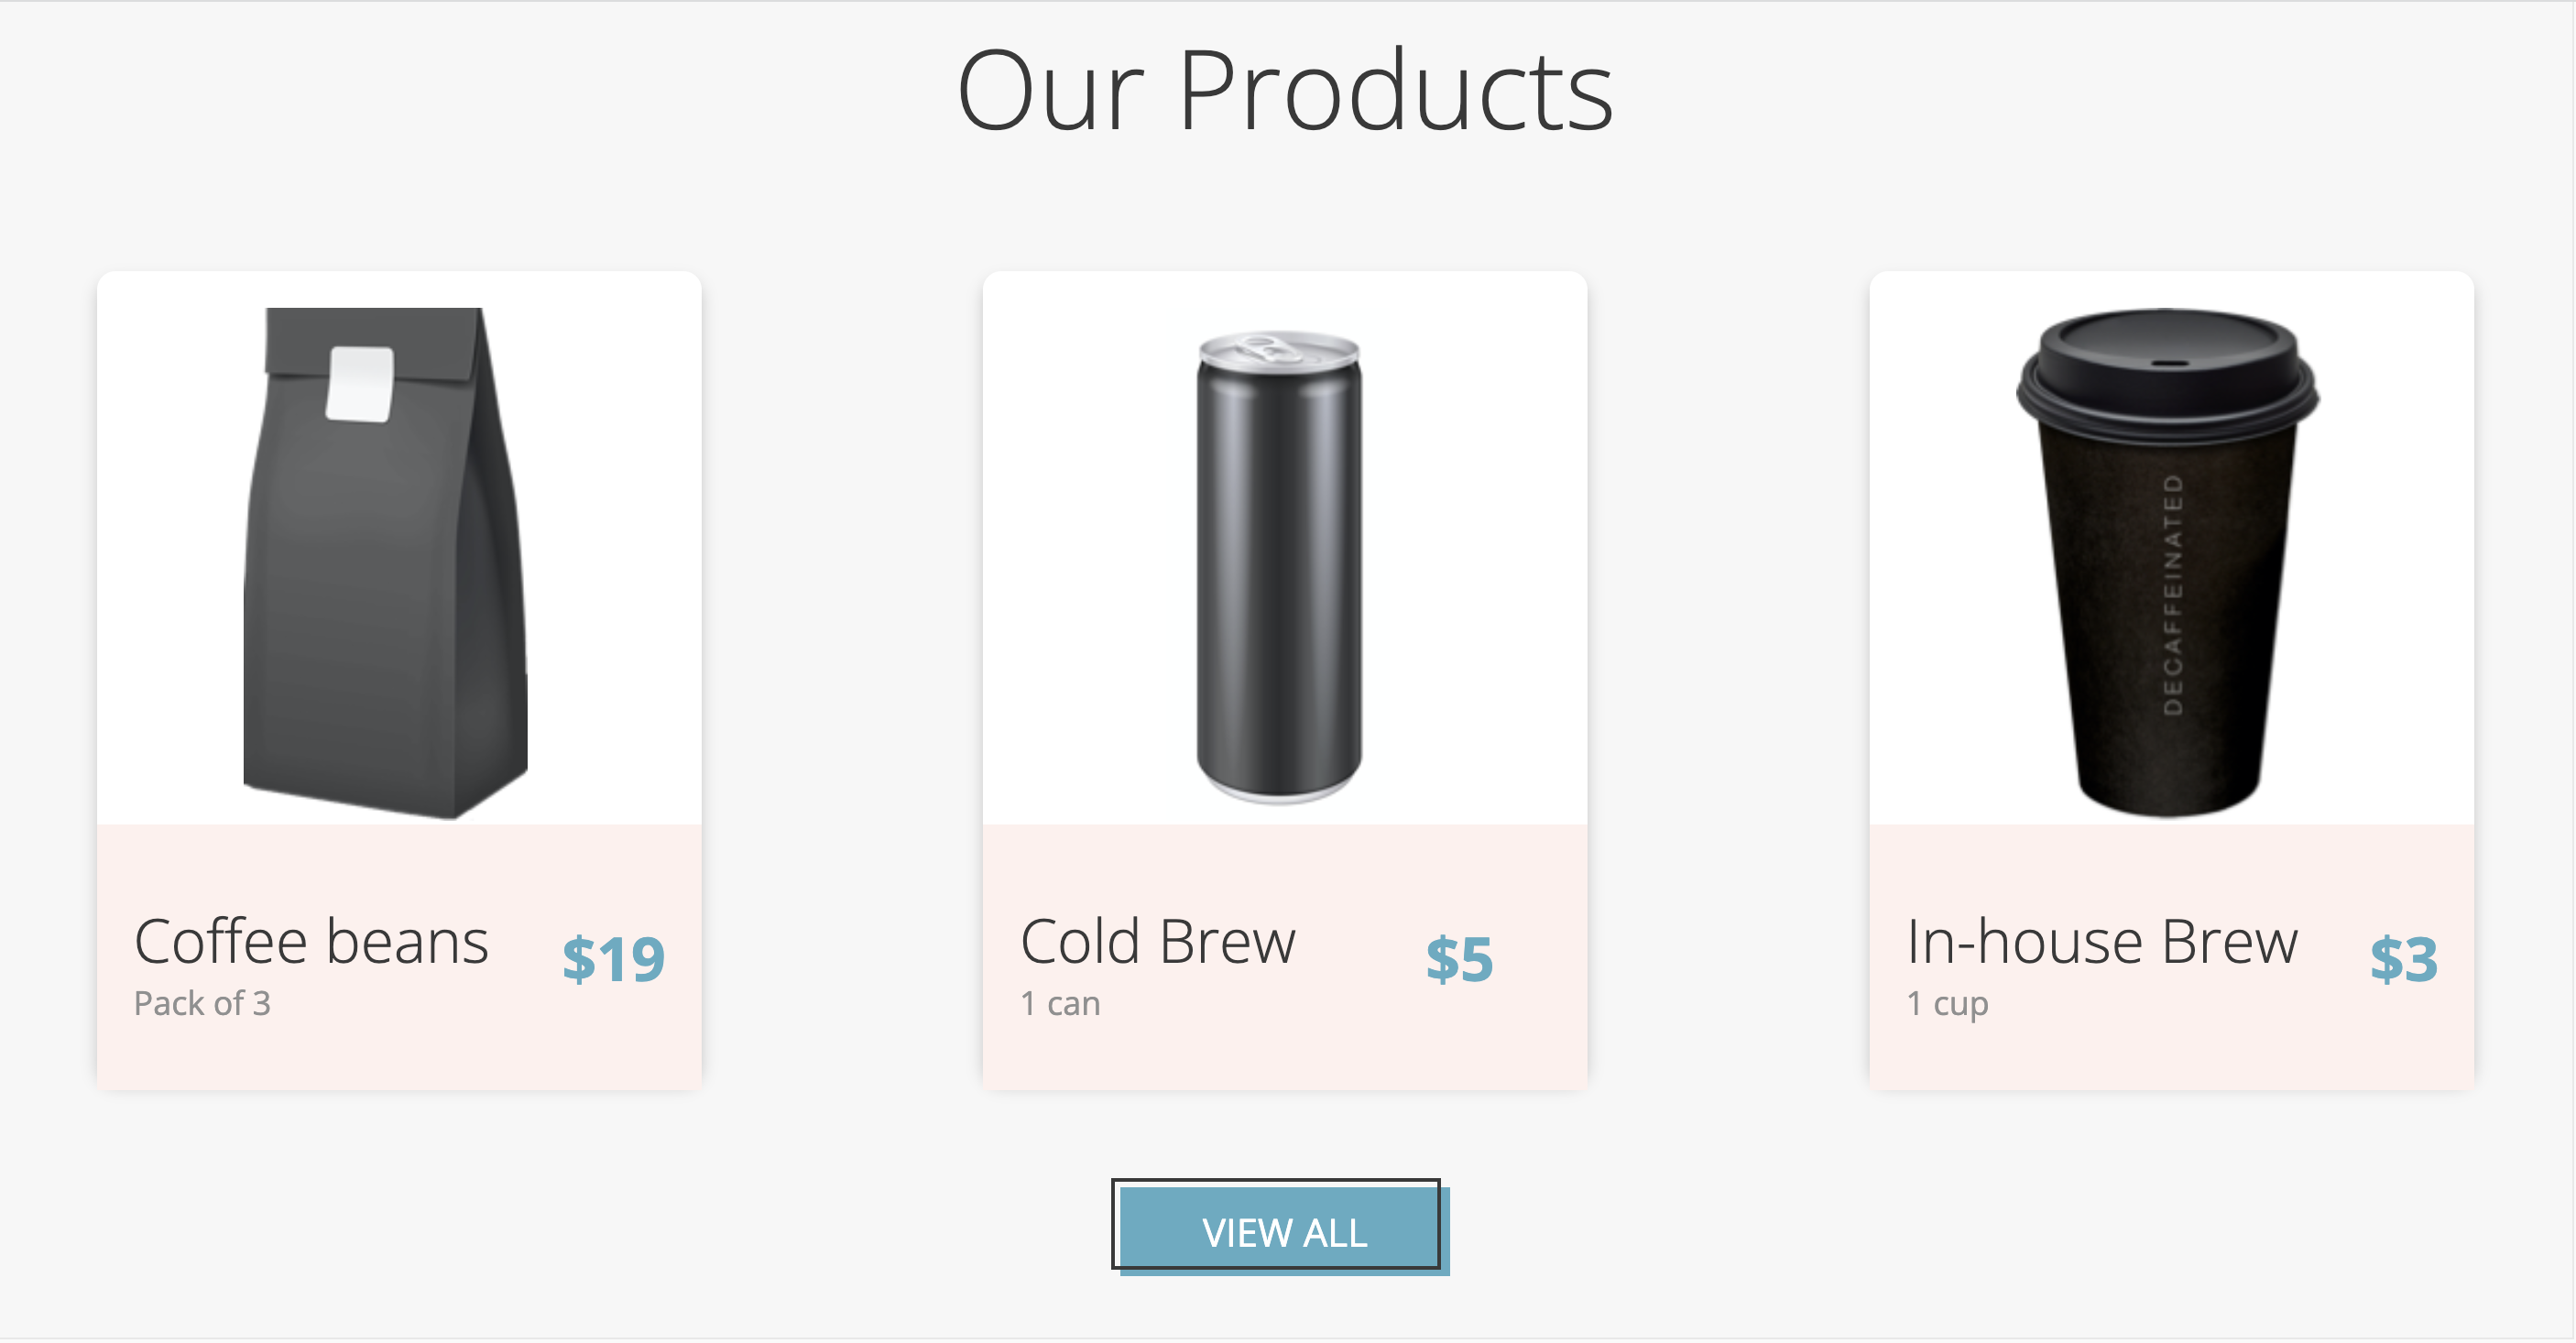 Our Products
DECAFFEINATED
Coffee beans
$19
Pack of 3
Cold Brew
$5
1 can
In-house Brew
$3
1 cup
VIEW ALL